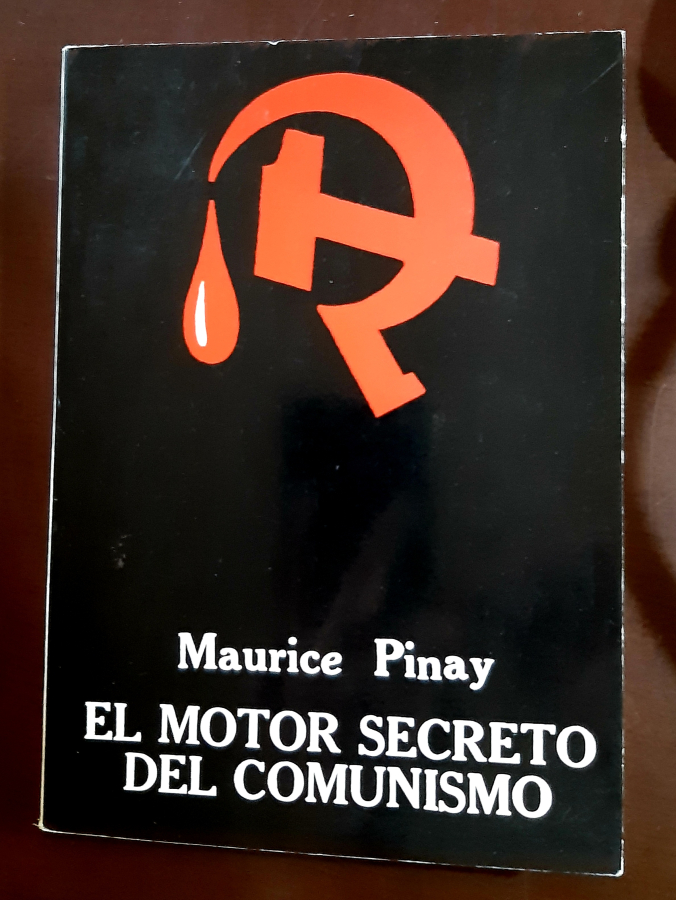 Maurice Pinay
EL MOTOR SECRETO
DEL COMUNISMO